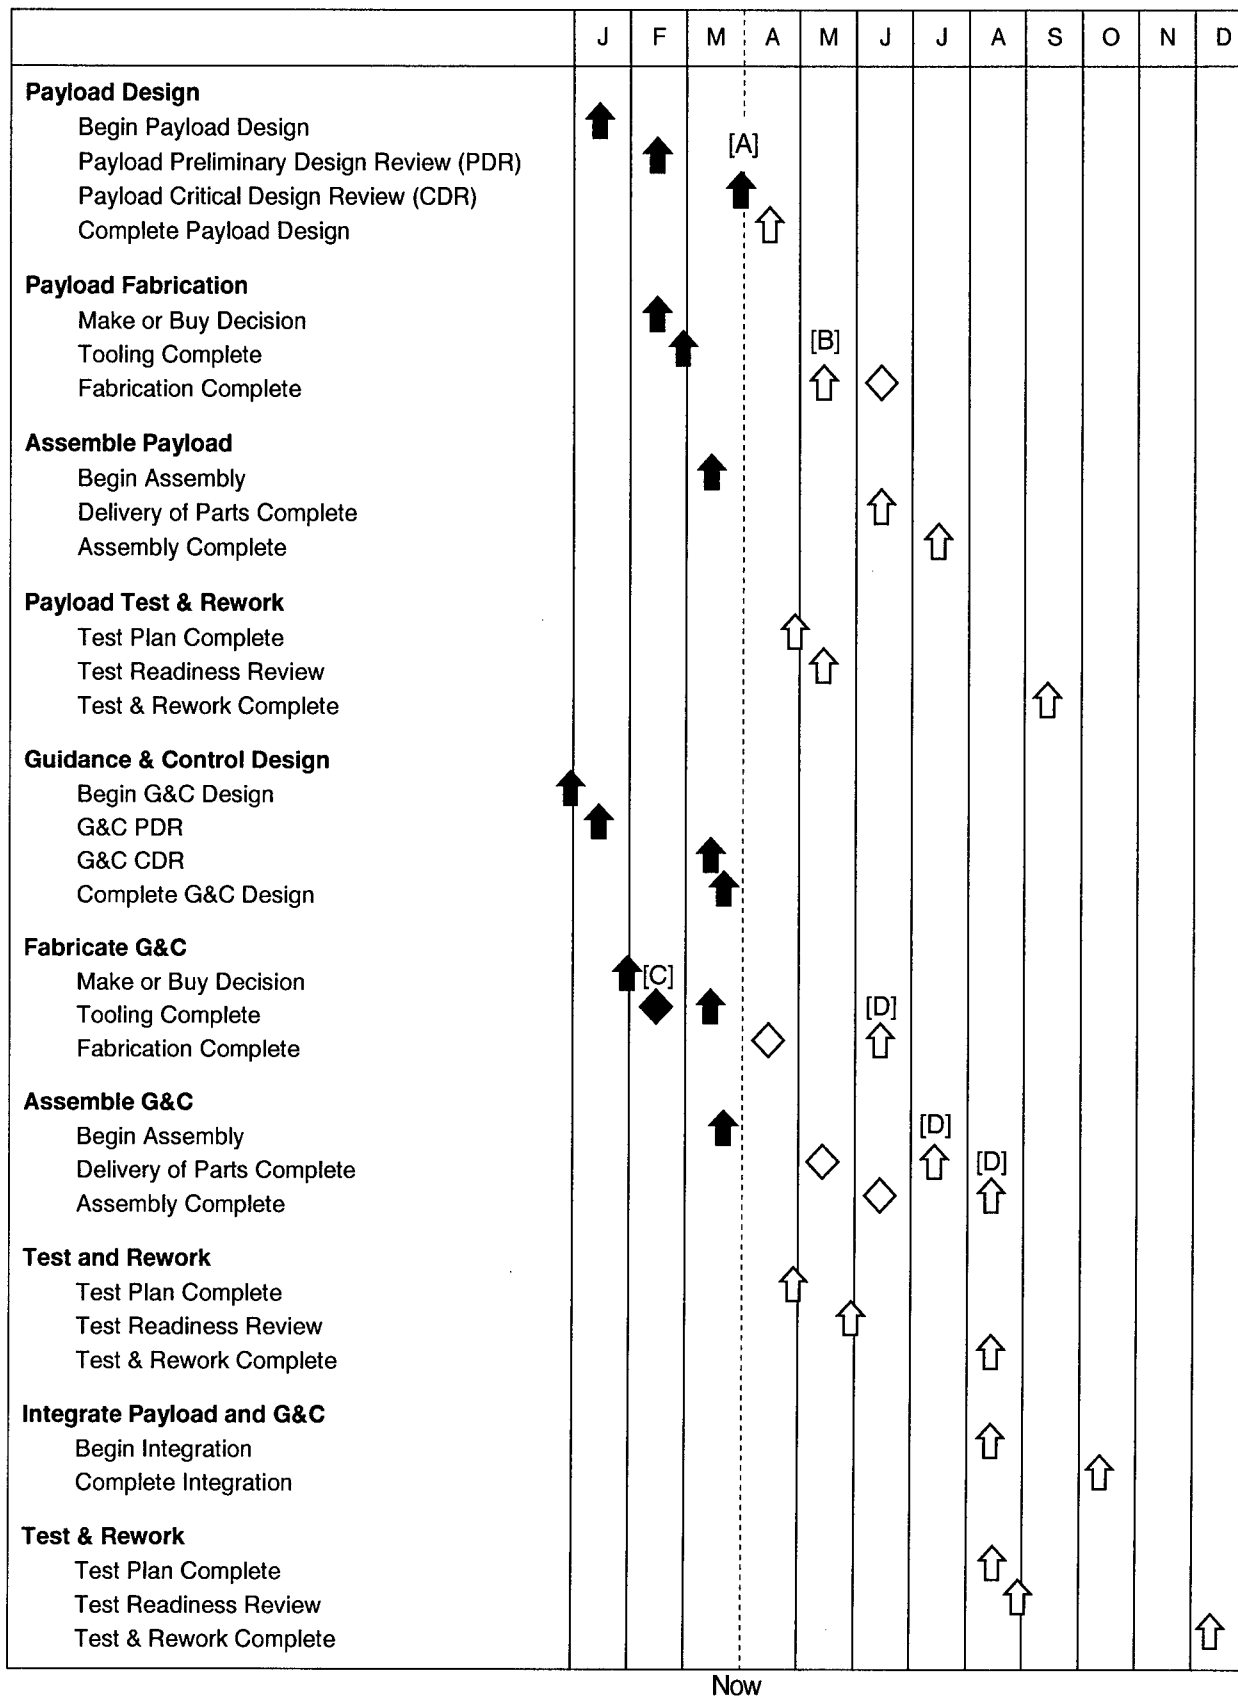 J F M A M J J A S O N D
Payload Design
Begin Payload Design
[A]
Payload Preliminary Design Review (PDR)
Payload Critical Design Review (CDR)
Complete Payload Design
Payload Fabrication
Make or Buy Decision
[B]
Tooling Complete
Fabrication Complete
Assemble Payload
Begin Assembly
Delivery of Parts Complete
Assembly Complete
Payload Test & Rework
Test Plan Complete
Test Readiness Review
Test & Rework Complete
Guidance & Control Design
Begin G&C Design
G&C PDR
G&C CDR
Complete G&C Design
Fabricate G&C
Make or Buy Decision [C]
Tooling Complete [D]
Fabrication Complete
Assemble G&C
Begin Assembly [D]
Delivery of Parts Complete [D]
Assembly Complete
Test and Rework
Test Plan Complete
Test Readiness Review
Test & Rework Complete
Integrate Payload and G&C
Begin Integration
Complete Integration
Test & Rework
Test Plan Complete
Test Readiness Review
Test & Rework Complete
Now